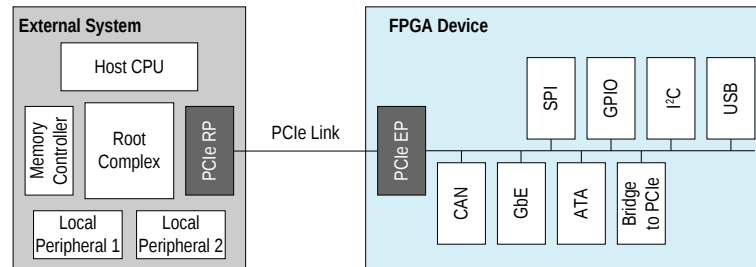 External System
Host CPU
Memory
Controller
Root
Complex
PCIe RP
Local
Peripheral 1
Local
Peripheral 2
PCIe Link
FPGA Device
PCIe EP
SPI
GPIO
I²C
USB
CAN
GbE
ATA
Bridge
to PCIe